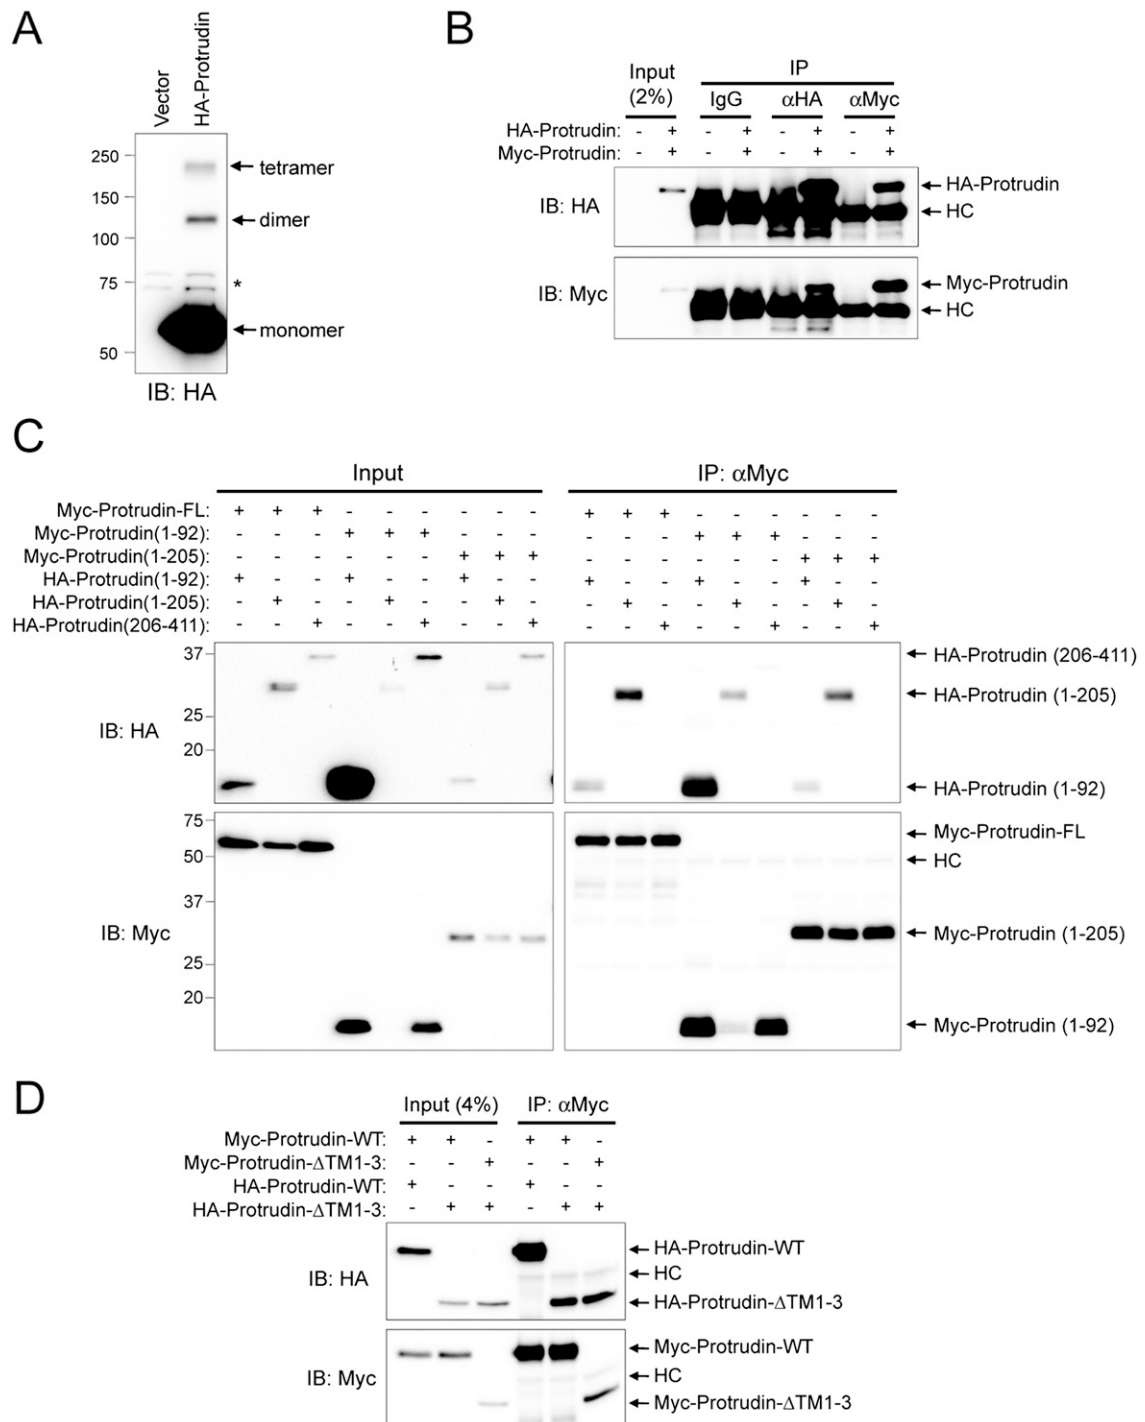 A
Vector
HA-Protrudin
250
150
100
75
50
tetramer
dimer
*
monomer
IB: HA
B
Input (2%)
IP
IgG
αHA
αMyc
HA-Protrudin: - + - + - + - +
Myc-Protrudin: - + - + - + - +
IB: HA
HA-Protrudin
HC
IB: Myc
Myc-Protrudin
HC
C
Input
IP: αMyc
Myc-Protrudin-FL: + + + - - - - - - + + + - - - - - -
Myc-Protrudin(1-92): - - - + + + - - - - - - + + + - - -
Myc-Protrudin(1-205): - - - - - - + + + - - - - - - + + +
HA-Protrudin(1-92): + - - + - - + - - + - - + - - + - -
HA-Protrudin(1-205): - + - - + - - + - - + - - + - - + -
HA-Protrudin(206-411): - - + - - + - - + - - + - - + - - +
37
25
20
IB: HA
HA-Protrudin (206-411)
HA-Protrudin (1-205)
HA-Protrudin (1-92)
75
50
37
25
20
IB: Myc
Myc-Protrudin-FL
HC
Myc-Protrudin (1-205)
Myc-Protrudin (1-92)
D
Input (4%)
IP: αMyc
Myc-Protrudin-WT: + + - + + -
Myc-Protrudin-ΔTM1-3: - - + - - +
HA-Protrudin-WT: + - - + - -
HA-Protrudin-ΔTM1-3: - + + - + +
IB: HA
HA-Protrudin-WT
HC
HA-Protrudin-ΔTM1-3
IB: Myc
Myc-Protrudin-WT
HC
Myc-Protrudin-ΔTM1-3